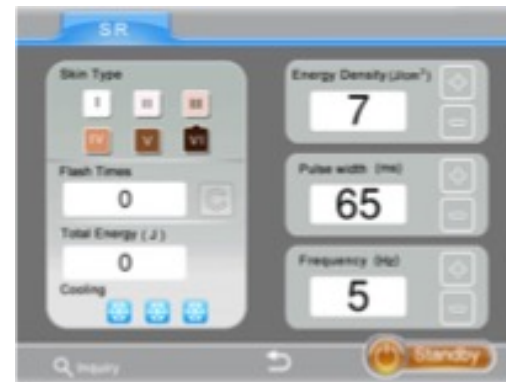 SR
Skin Type
I II III
IV V VI
Flash Times
0
Total Energy ( J )
0
Cooling
Energy Density (J/cm²)
7
Pulse width (ms)
65
Frequency (Hz)
5
Inquiry
Standby